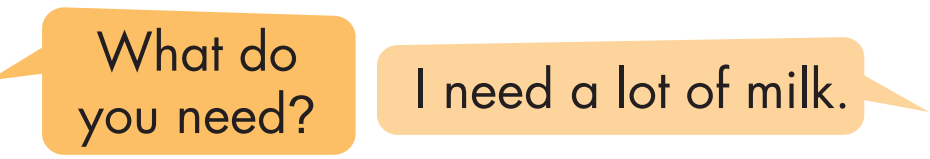 What do
you need?
I need a lot of milk.